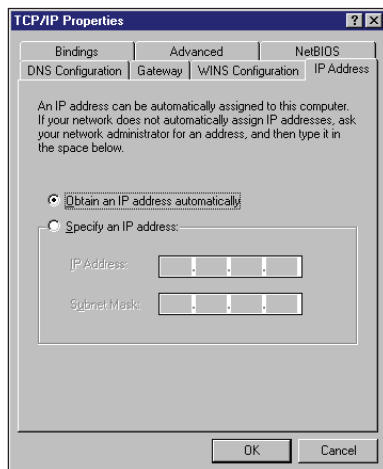 TCP/IP Properties
? X
Bindings Advanced NetBIOS
DNS Configuration Gateway WINS Configuration IP Address
An IP address can be automatically assigned to this computer.
If your network does not automatically assign IP addresses, ask
your network administrator for an address, and then type it in
the space below.
Obtain an IP address automatically
Specify an IP address:
IP Address:
. . .
Subnet Mask:
. . .
OK Cancel